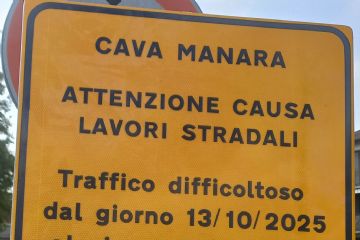 CAVA MANARA
ATTENZIONE CAUSA
LAVORI STRADALI
Traffico difficoltoso
dal giorno 13/10/2025